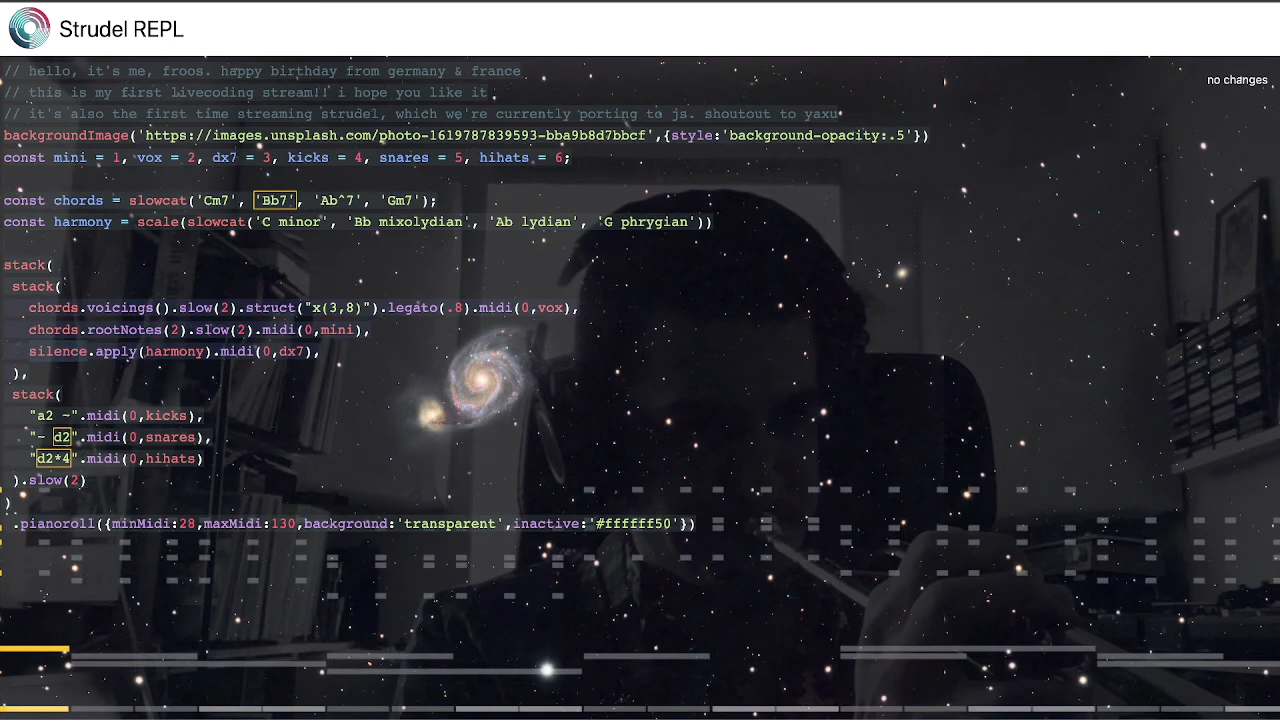 Strudel REPL
// hello, it's me, froos. happy birthday from germany & france
no changes
// this is my first livecoding stream!! i hope you like it
// it's also the first time streaming strudel, which we're currently porting to js. shoutout to yaxu
backgroundImage('https://images.unsplash.com/photo-1619787839593-bba9b8d7bbcf',{style:'background-opacity:.5'})
const mini = 1, vox = 2, dx7 = 3, kicks = 4, snares = 5, hihats = 6;
const chords = slowcat('Cm7', 'Bb7', 'Ab^7', 'Gm7');
const harmony = scale(slowcat('C minor', 'Bb mixolydian', 'Ab lydian', 'G phrygian'))
stack(
stack(
chords.voicings().slow(2).struct("x(3,8)").legato(.8).midi(0,vox),
chords.rootNotes(2).slow(2).midi(0,mini),
silence.apply(harmony).midi(0,dx7),
),
stack(
"a2 ~".midi(0,kicks),
"~ d2".midi(0,snares),
"d2*4".midi(0,hihats)
).slow(2)
)
.pianoroll({minMidi:28,maxMidi:130,background:'transparent',inactive:'#ffffff50'})